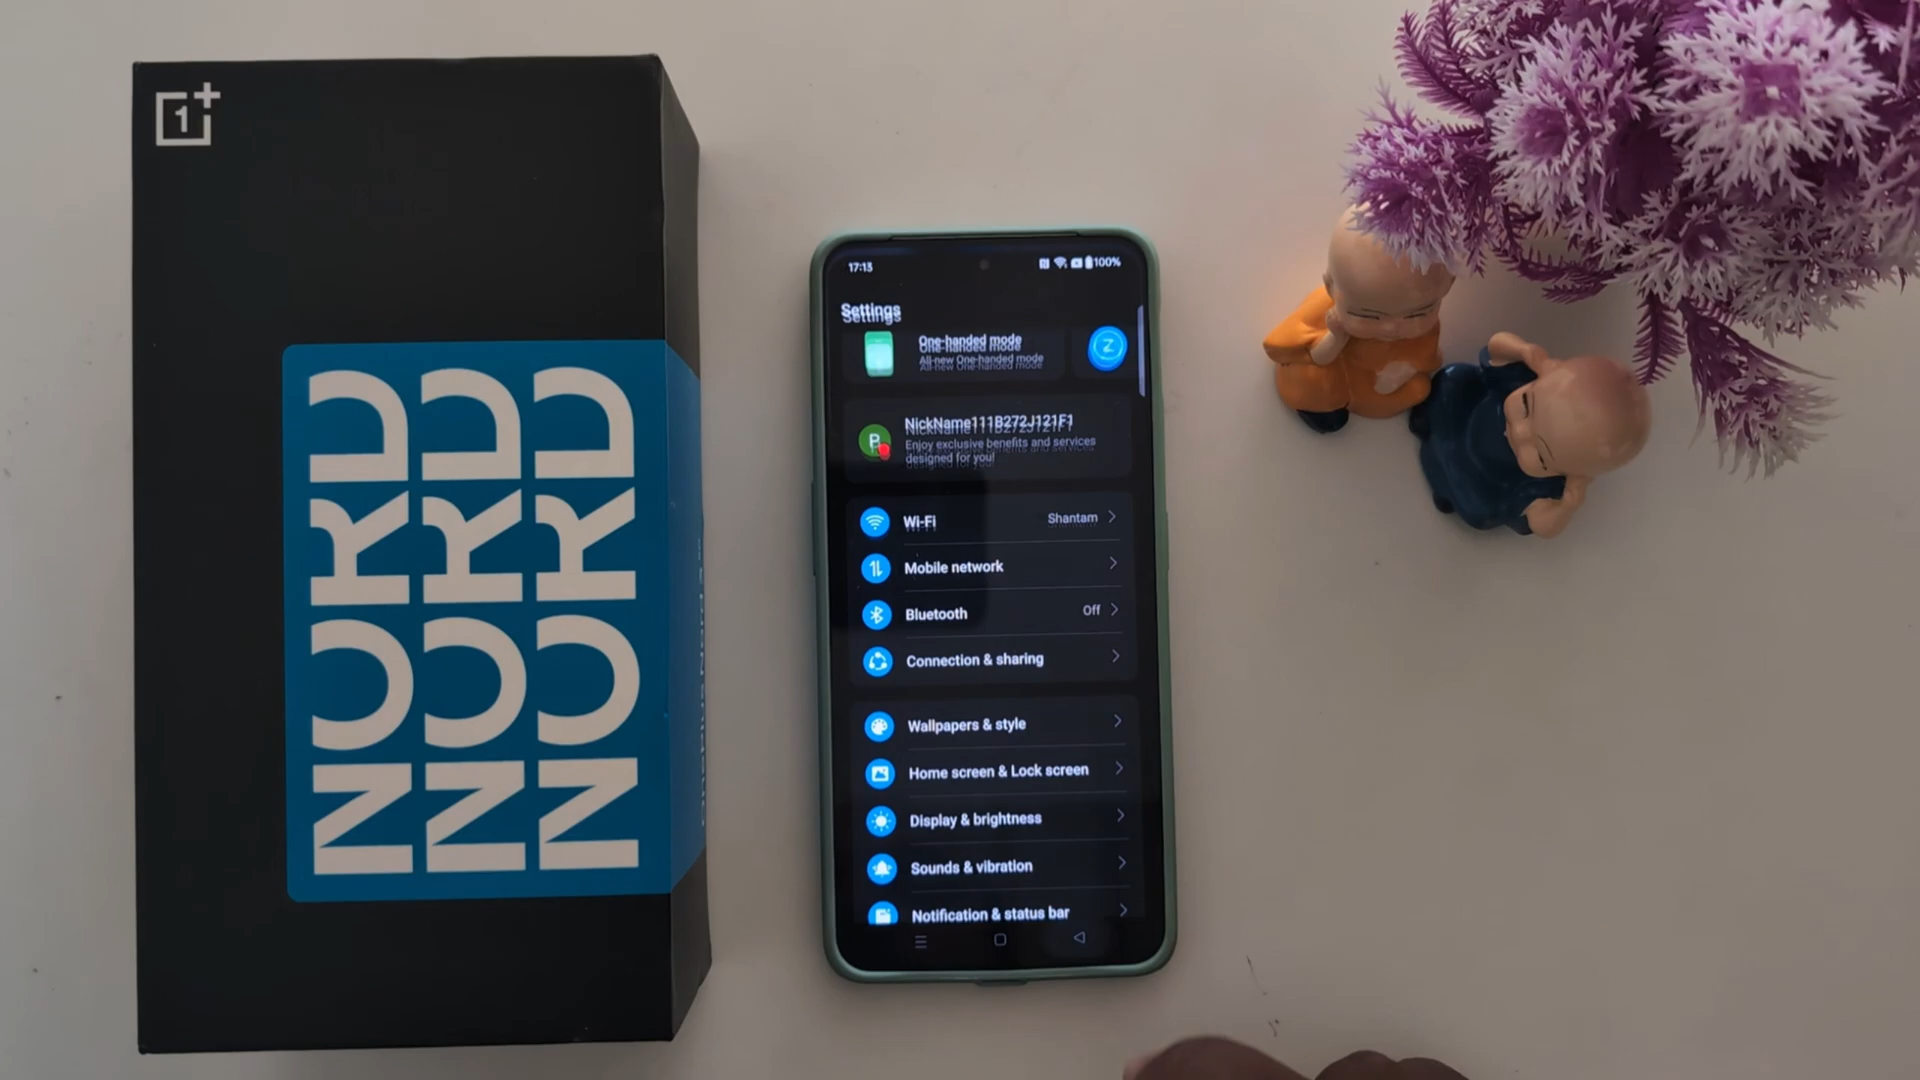 1+
NORD
NORD
NORD
17:13
100%
Settings
One-handed mode
All-new One-handed mode
Z
P
NickName111B272J121F1
Enjoy exclusive benefits and services
designed for you!
Wi-Fi
Shantam
Mobile network
Bluetooth
Off
Connection & sharing
Wallpapers & style
Home screen & Lock screen
Display & brightness
Sounds & vibration
Notification & status bar